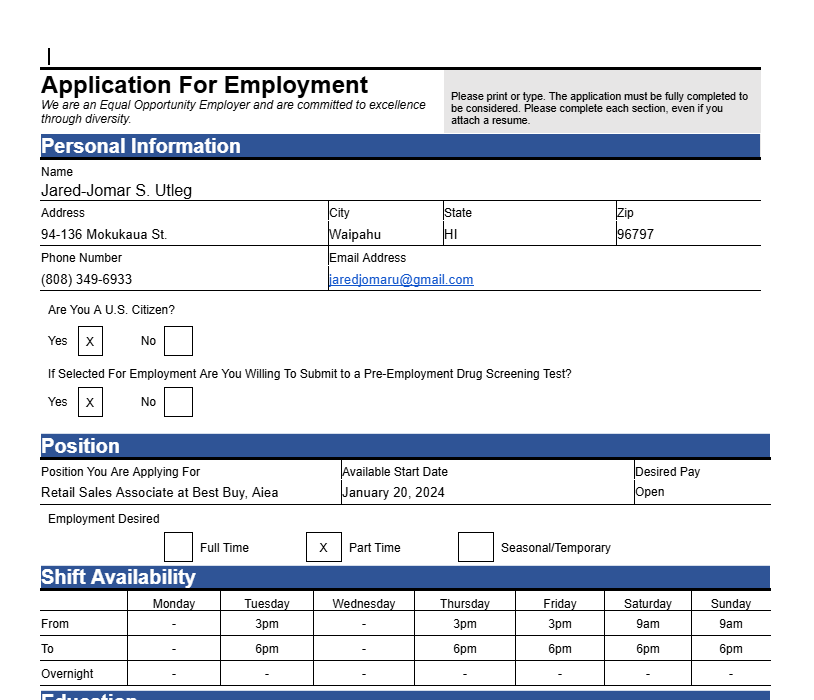 Application For Employment
We are an Equal Opportunity Employer and are committed to excellence
through diversity.
Please print or type. The application must be fully completed to
be considered. Please complete each section, even if you
attach a resume.
Personal Information
Name
Jared-Jomar S. Utleg
Address City State Zip
94-136 Mokukaua St. Waipahu HI 96797
Phone Number Email Address
(808) 349-6933 jaredjomaru@gmail.com
Are You A U.S. Citizen?
Yes X No
If Selected For Employment Are You Willing To Submit to a Pre-Employment Drug Screening Test?
Yes X No
Position
Position You Are Applying For Available Start Date Desired Pay
Retail Sales Associate at Best Buy, Aiea January 20, 2024 Open
Employment Desired
Full Time X Part Time Seasonal/Temporary
Shift Availability
Monday Tuesday Wednesday Thursday Friday Saturday Sunday
From - 3pm - 3pm 3pm 9am 9am
To - 6pm - 6pm 6pm 6pm 6pm
Overnight - - - - - - -
Education